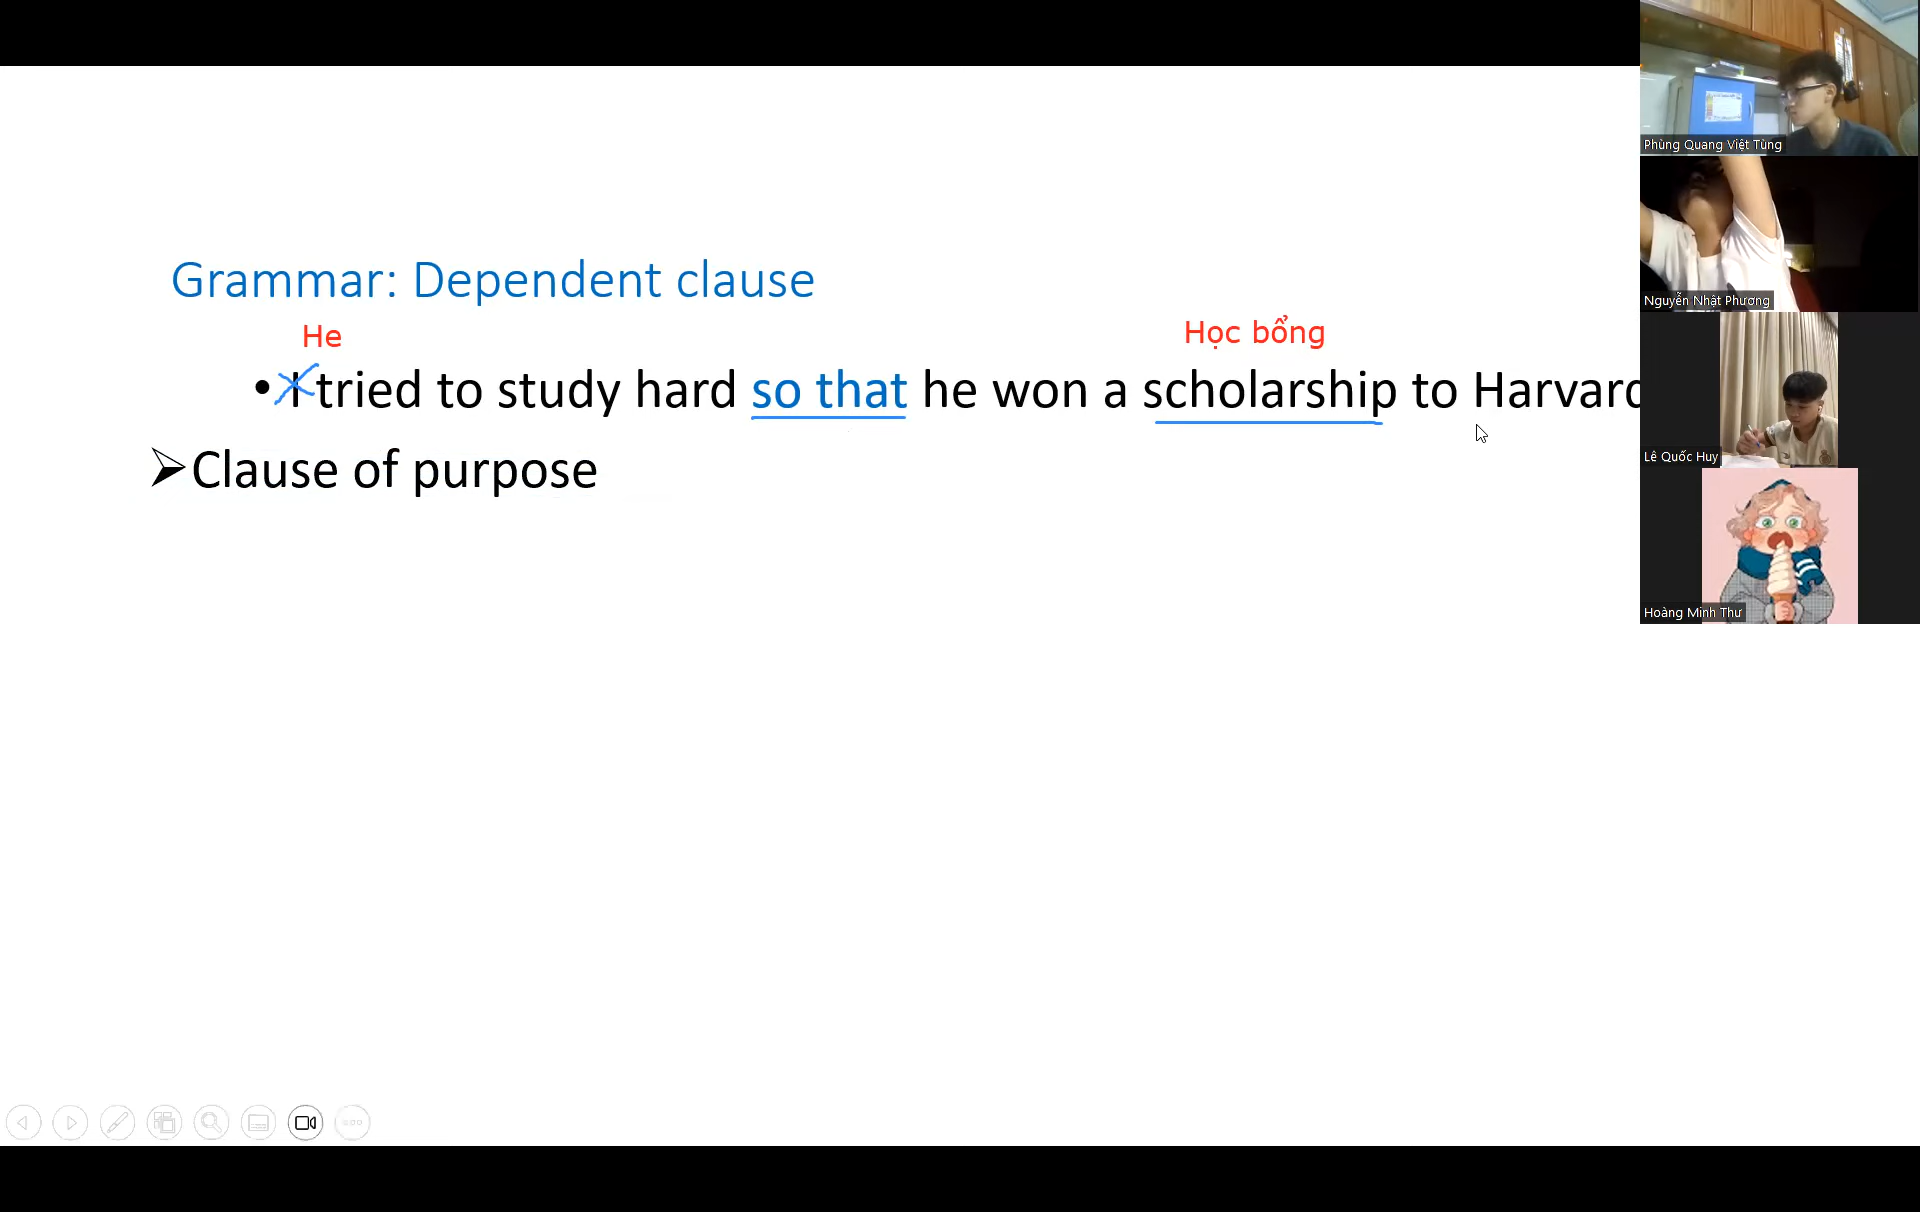 Grammar: Dependent clause
He
Học bổng
•I tried to study hard so that he won a scholarship to Harvard
➢Clause of purpose
Phùng Quang Việt Tùng
Nguyễn Nhật Phương
Lê Quốc Huy
Hoàng Minh Thư